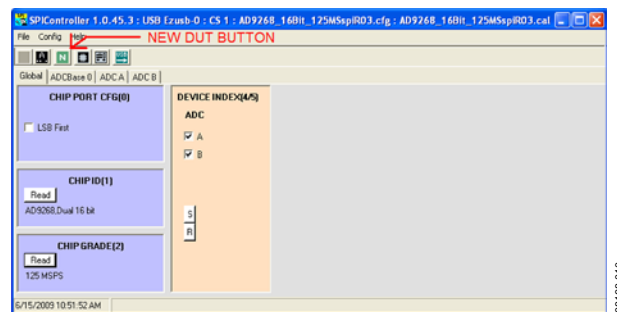 SPIController 1.0.45.3 : USB Ezusb-0 : CS 1 : AD9268_16Bit_125MSspiR03.cfg : AD9268_16Bit_125MSspiR03.cal
File Config Help
NEW DUT BUTTON
Global ADCBase 0 ADC A ADC B
CHIP PORT CFG(0)
LSB First
DEVICE INDEX(4/5)
ADC
A
B
CHIP ID(1)
Read
AD9268,Dual 16 bit
S
R
CHIP GRADE(2)
Read
125 MSPS
6/15/2009 10:51:52 AM